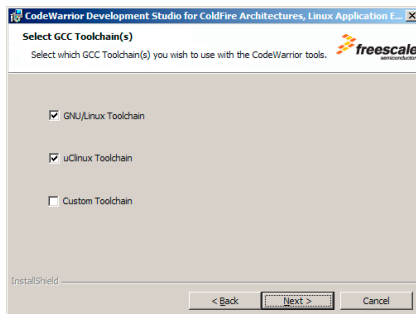 CodeWarrior Development Studio for ColdFire Architectures, Linux Application E...
Select GCC Toolchain(s)
Select which GCC Toolchain(s) you wish to use with the CodeWarrior tools.
freescale
semiconductor
GNU/Linux Toolchain
uClinux Toolchain
Custom Toolchain
InstallShield
< Back
Next >
Cancel